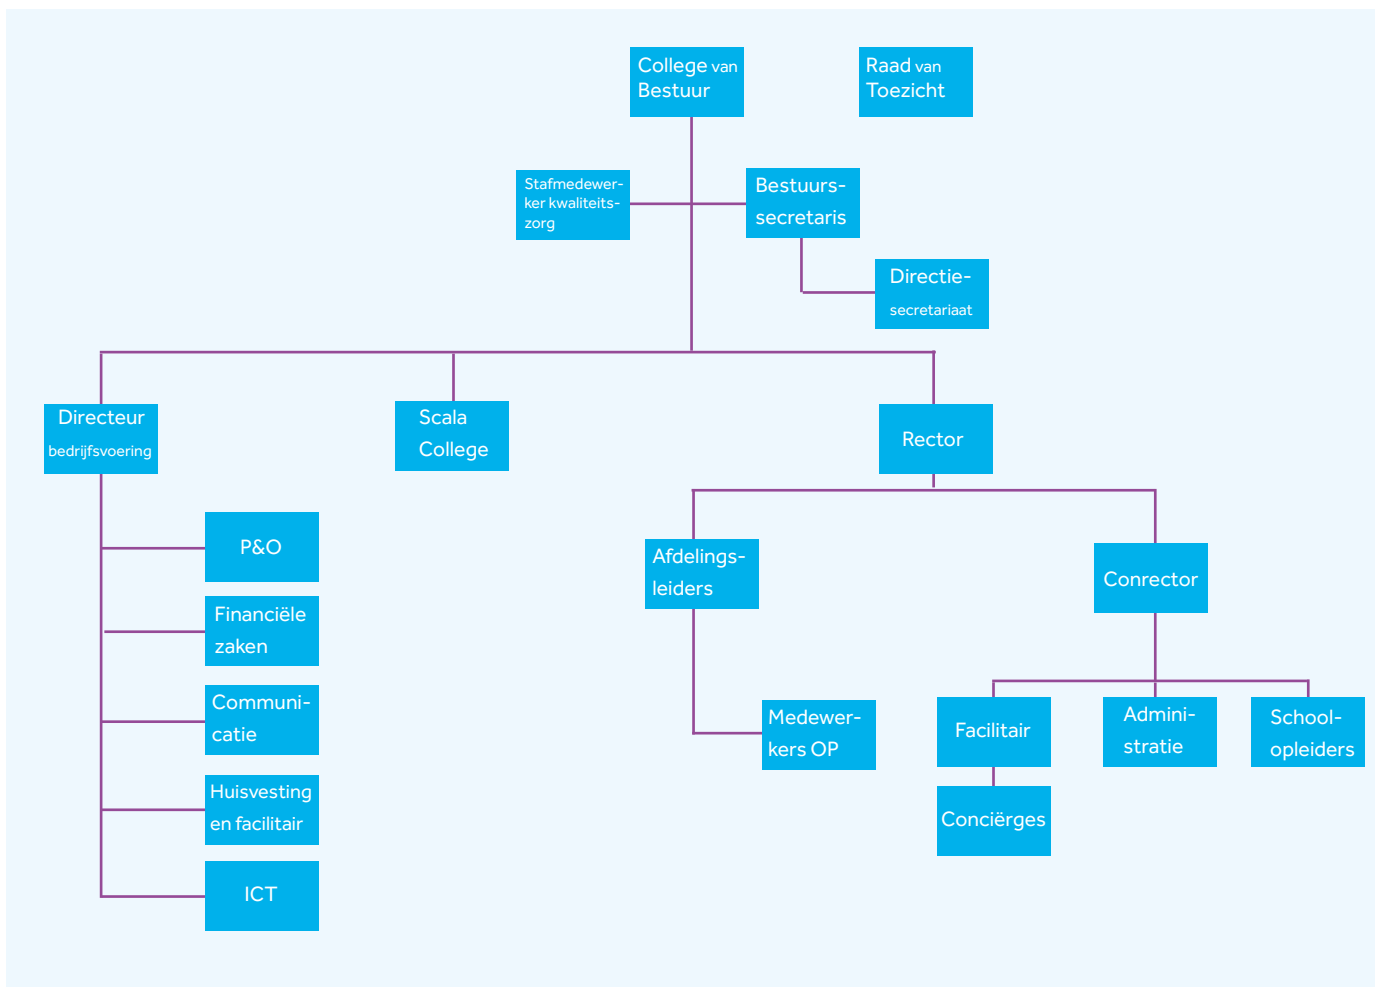 College van
Bestuur
Raad van
Toezicht
Stafmedewer-
ker kwaliteits-
zorg
Bestuurs-
secretaris
Directie-
secretariaat
Directeur
bedrijfsvoering
Scala
College
Rector
P&O
Financiële
zaken
Communi-
catie
Huisvesting
en facilitair
ICT
Afdelings-
leiders
Conrector
Medewer-
kers OP
Facilitair
Admini-
stratie
School-
opleiders
Conciërges